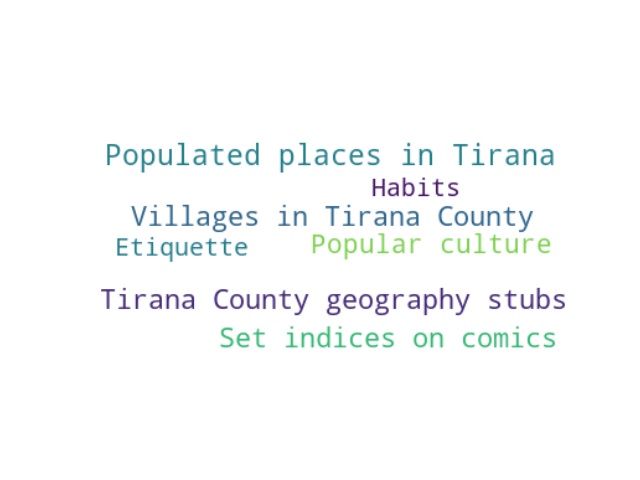 Populated places in Tirana
Habits
Villages in Tirana County
Etiquette
Popular culture
Tirana County geography stubs
Set indices on comics